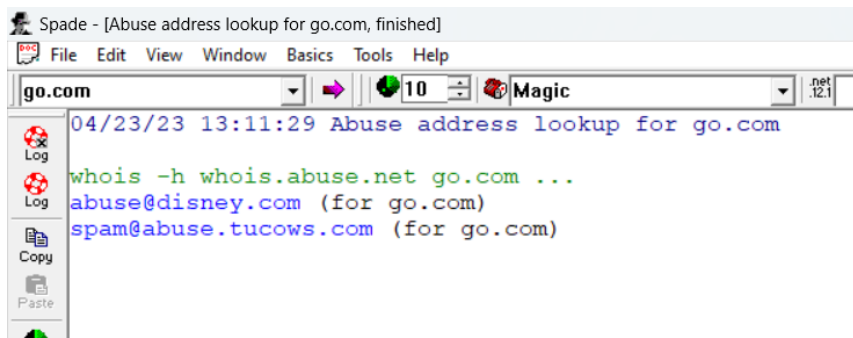 Spade - [Abuse address lookup for go.com, finished]
File Edit View Window Basics Tools Help
go.com 10 Magic .net .12.1
04/23/23 13:11:29 Abuse address lookup for go.com
Log
whois -h whois.abuse.net go.com ...
Log
abuse@disney.com (for go.com)
spam@abuse.tucows.com (for go.com)
Copy
Paste